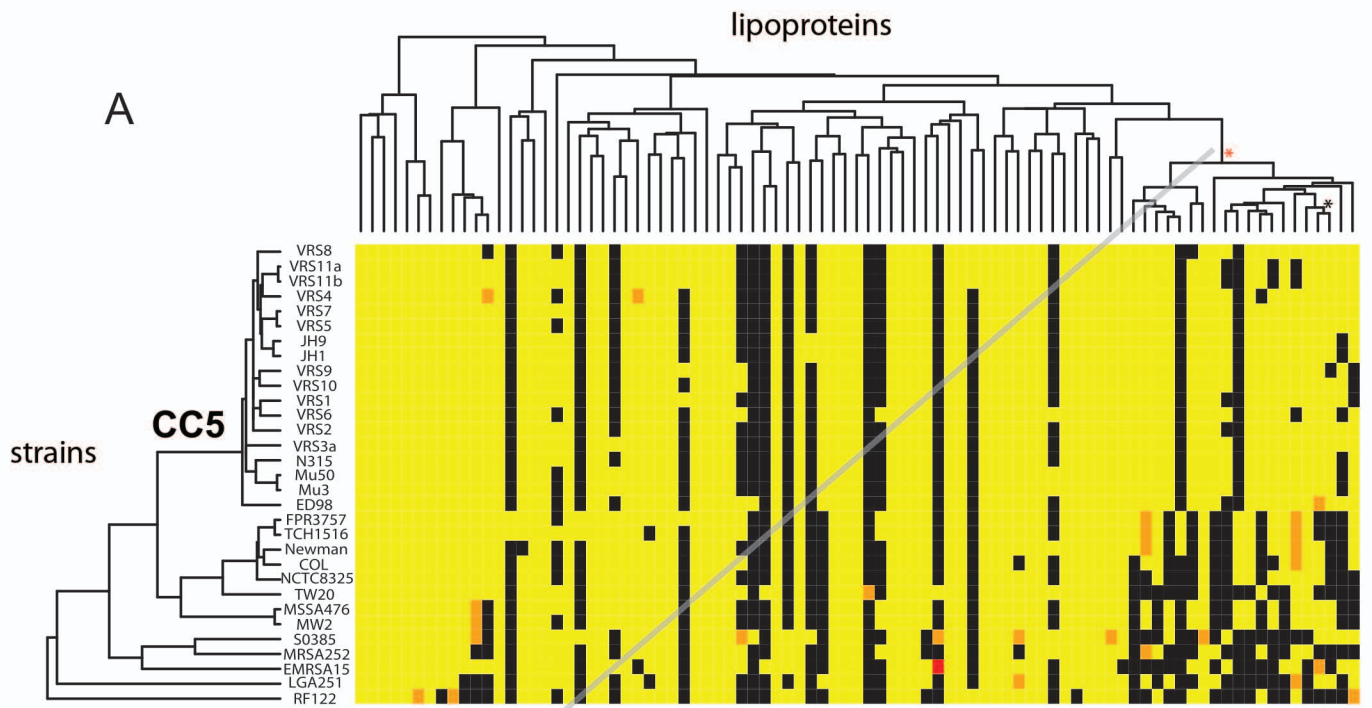 lipoproteins
A
*
*
VRS8
VRS11a
VRS11b
VRS4
VRS7
VRS5
JH9
JH1
VRS9
VRS10
VRS1
CC5
VRS6
VRS2
strains
VRS3a
N315
Mu50
Mu3
ED98
FPR3757
TCH1516
Newman
COL
NCTC8325
TW20
MSSA476
MW2
S0385
MRSA252
EMRSA15
LGA251
RF122